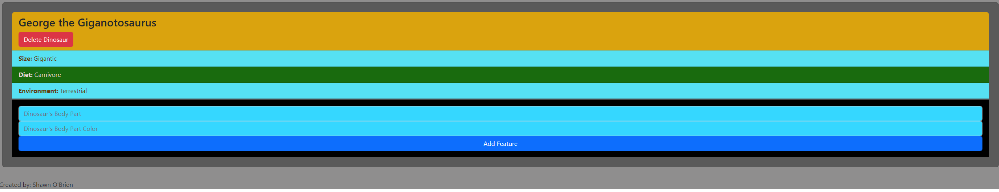 George the Giganotosaurus
Delete Dinosaur
Size: Gigantic
Diet: Carnivore
Environment: Terrestrial
Dinosaur's Body Part
Dinosaur's Body Part Color
Add Feature
Created by: Shawn O'Brien